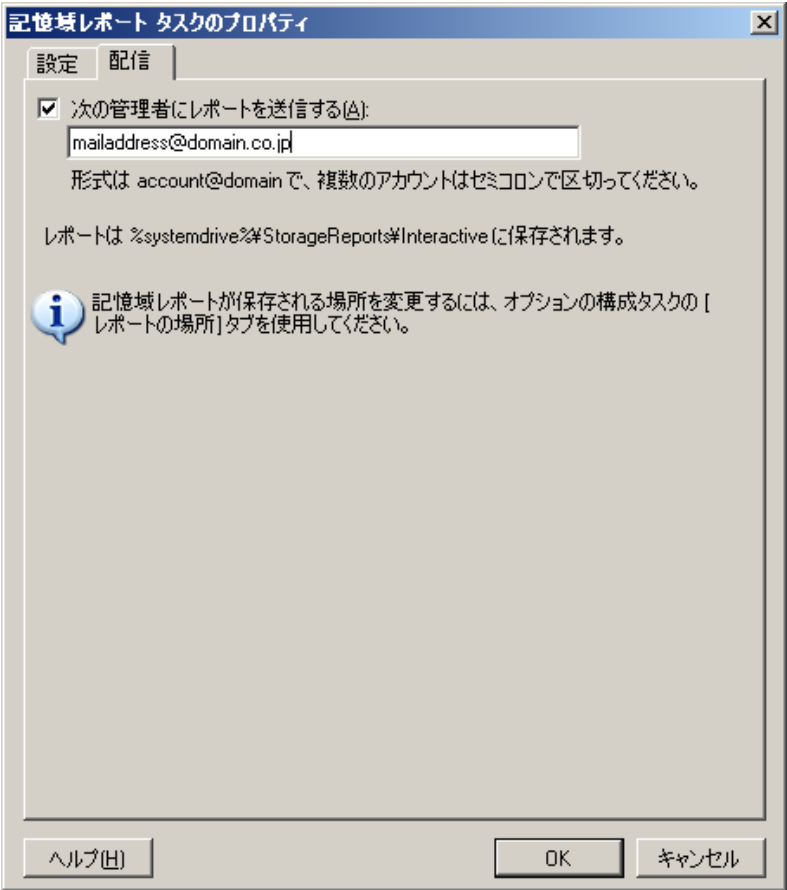 記憶域レポート タスクのプロパティ
設定 配信
次の管理者にレポートを送信する(A):
mailaddress@domain.co.jp
形式は account@domain で、複数のアカウントはセミコロンで区切ってください。
レポートは %systemdrive%¥StorageReports¥Interactive に保存されます。
記憶域レポートが保存される場所を変更するには、オプションの構成タスクの [
レポートの場所] タブを使用してください。
ヘルプ(H) OK キャンセル